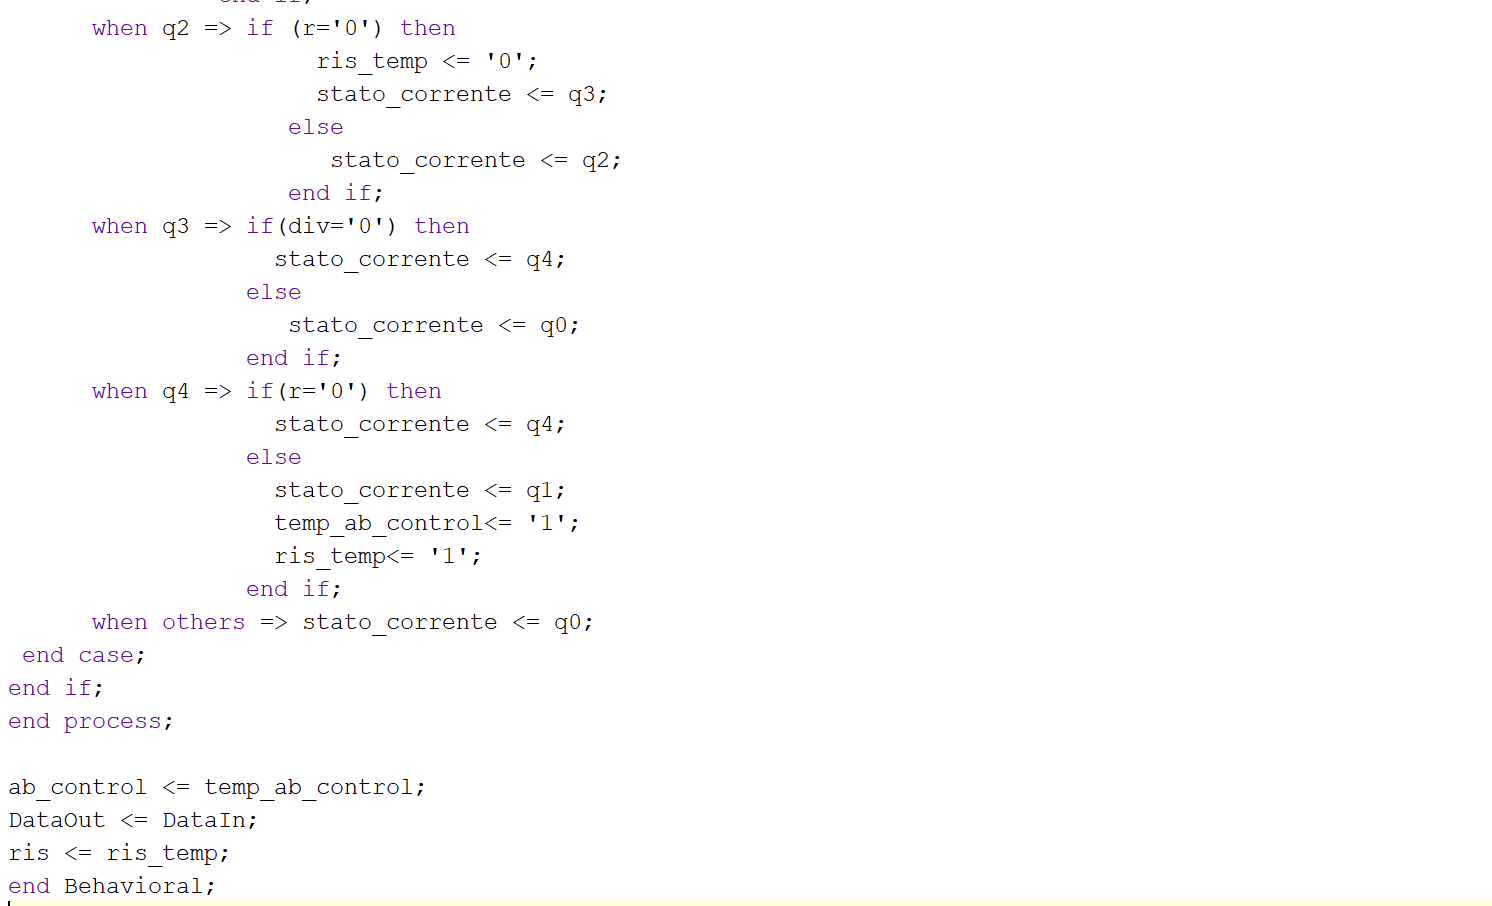 end if;
when q2 => if (r='0') then
ris_temp <= '0';
stato_corrente <= q3;
else
stato_corrente <= q2;
end if;
when q3 => if(div='0') then
stato_corrente <= q4;
else
stato_corrente <= q0;
end if;
when q4 => if(r='0') then
stato_corrente <= q4;
else
stato_corrente <= q1;
temp_ab_control<= '1';
ris_temp<= '1';
end if;
when others => stato_corrente <= q0;
end case;
end if;
end process;
ab_control <= temp_ab_control;
DataOut <= DataIn;
ris <= ris_temp;
end Behavioral;